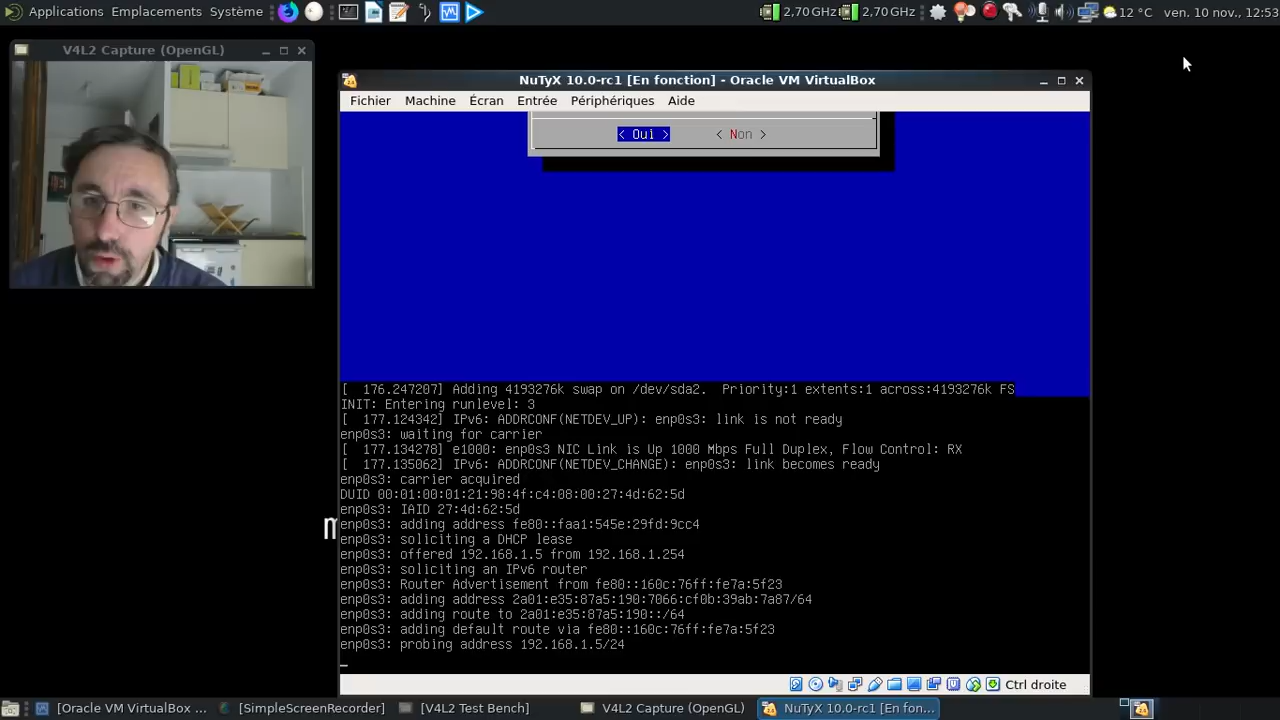 Applications Emplacements Système
2,70 GHz 2,70 GHz 12 °C ven. 10 nov., 12:53
V4L2 Capture (OpenGL)
NuTyX 10.0-rc1 [En fonction] - Oracle VM VirtualBox
Fichier Machine Écran Entrée Périphériques Aide
< Oui > < Non >
[  176.247207] Adding 4193276k swap on /dev/sda2.  Priority:1 extents:1 across:4193276k FS
INIT: Entering runlevel: 3
[  177.124342] IPv6: ADDRCONF(NETDEV_UP): enp0s3: link is not ready
enp0s3: waiting for carrier
[  177.134278] e1000: enp0s3 NIC Link is Up 1000 Mbps Full Duplex, Flow Control: RX
[  177.135062] IPv6: ADDRCONF(NETDEV_CHANGE): enp0s3: link becomes ready
enp0s3: carrier acquired
DUID 00:01:00:01:21:98:4f:c4:08:00:27:4d:62:5d
enp0s3: IAID 27:4d:62:5d
enp0s3: adding address fe80::faa1:545e:29fd:9cc4
enp0s3: soliciting a DHCP lease
enp0s3: offered 192.168.1.5 from 192.168.1.254
enp0s3: soliciting an IPv6 router
enp0s3: Router Advertisement from fe80::160c:76ff:fe7a:5f23
enp0s3: adding address 2a01:e35:87a5:190:7066:cf0b:39ab:7a87/64
enp0s3: adding route to 2a01:e35:87a5:190::/64
enp0s3: adding default route via fe80::160c:76ff:fe7a:5f23
enp0s3: probing address 192.168.1.5/24
Ctrl droite
[Oracle VM VirtualBox ... [SimpleScreenRecorder] [V4L2 Test Bench] V4L2 Capture (OpenGL) NuTyX 10.0-rc1 [En fon...